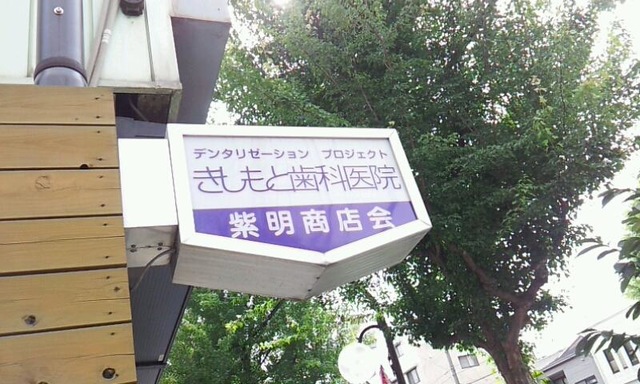 デンタリゼーション プロジェクト
きしもと歯科医院
紫明商店会